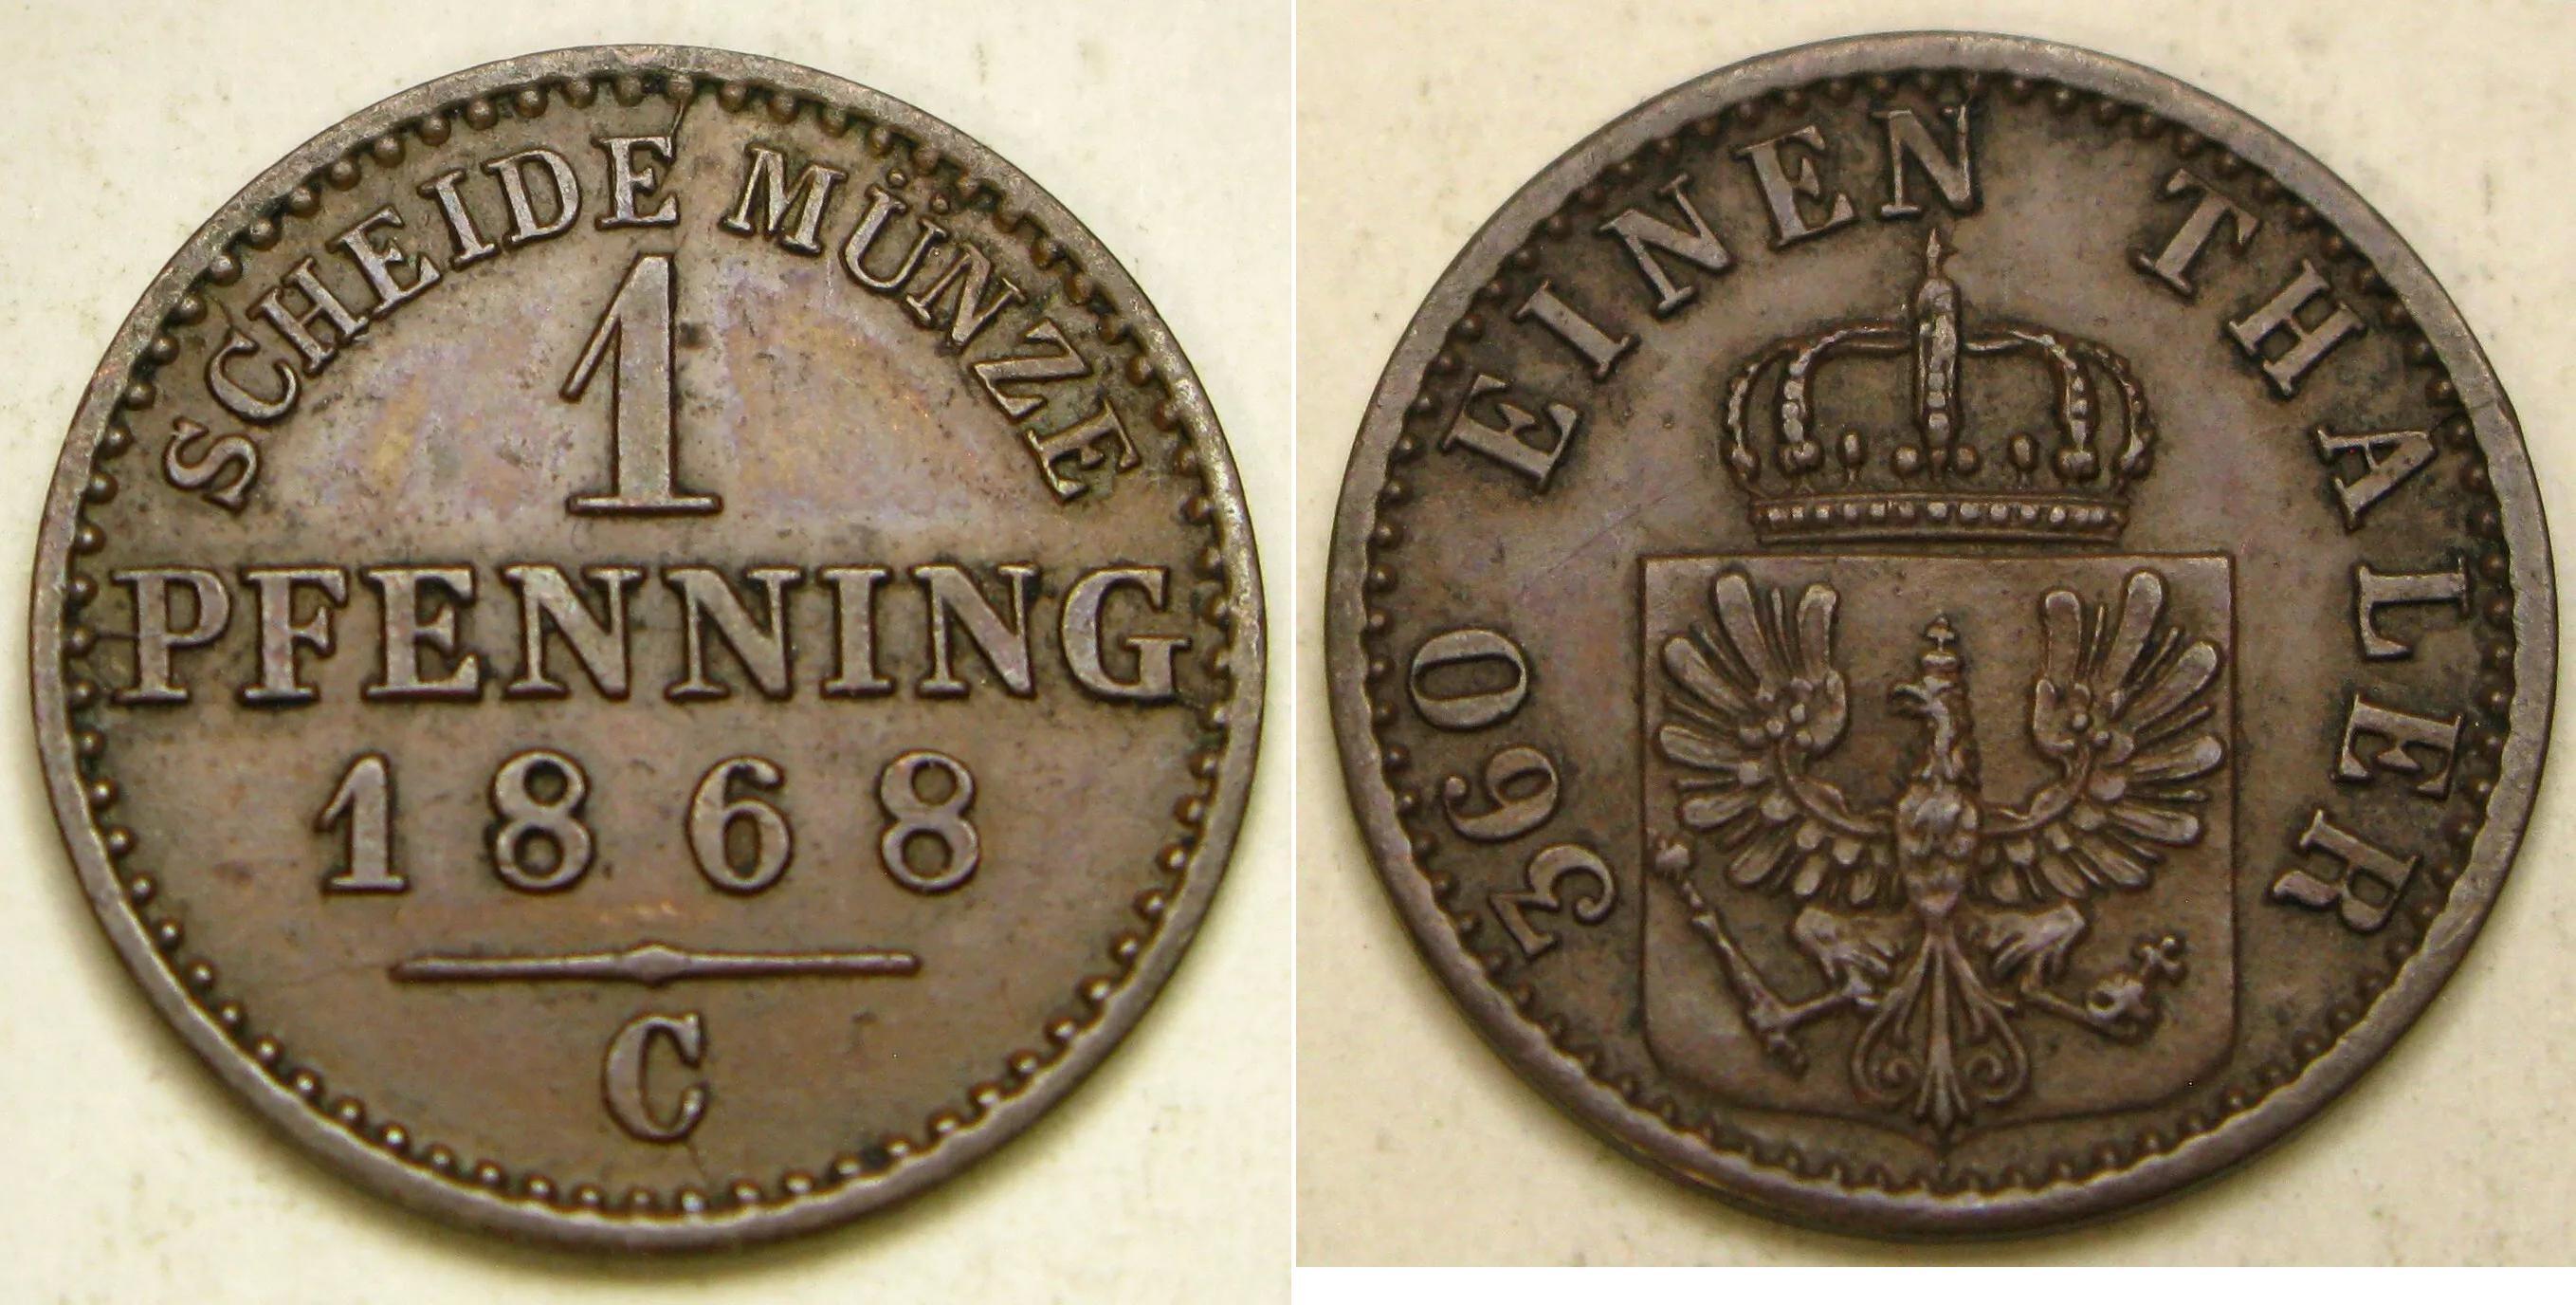 SCHEIDE MÜNZE
1
PFENNING
1868
C
360 EINEN THALER